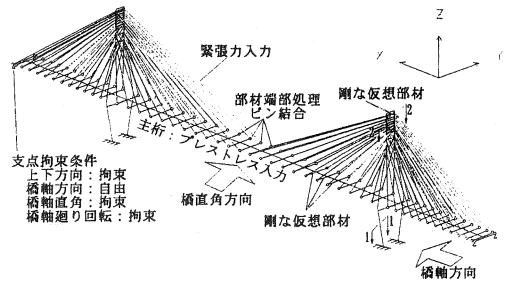 Z
緊張力入力
部材端部処理
ピン結合
剛な仮想部材
2
2
主桁：プレストレス入力
支点拘束条件
上下方向：拘束
橋軸方向：自由
橋軸直角：拘束
橋軸廻り回転：拘束
橋直角方向
剛な仮想部材
1
1
橋軸方向